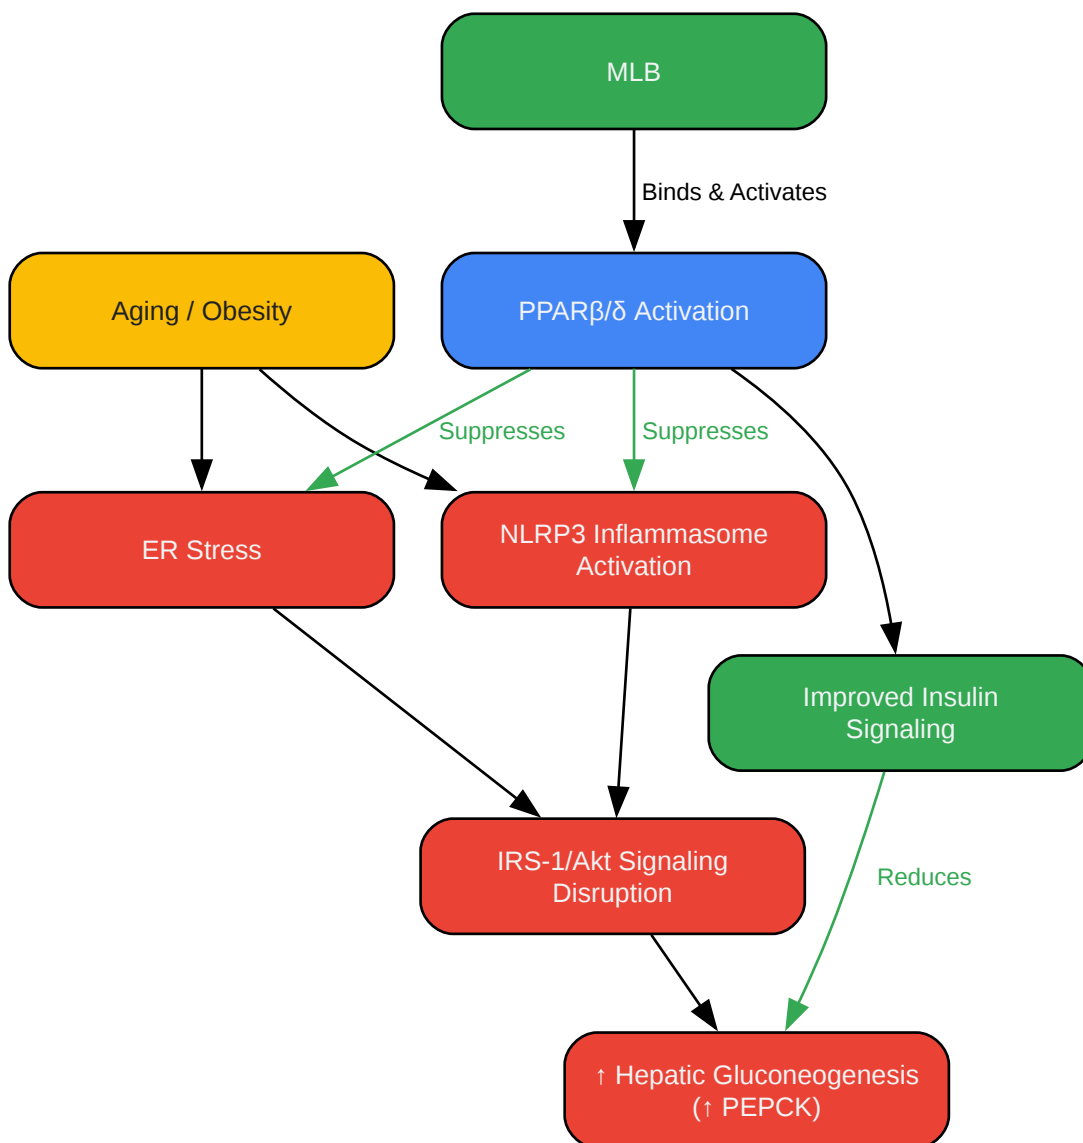 MLB
Binds & Activates
Aging / Obesity
PPARβ/δ Activation
Suppresses
Suppresses
ER Stress
NLRP3 Inflammasome
Activation
Improved Insulin
Signaling
IRS-1/Akt Signaling
Disruption
Reduces
↑ Hepatic Gluconeogenesis
(↑ PEPCK)